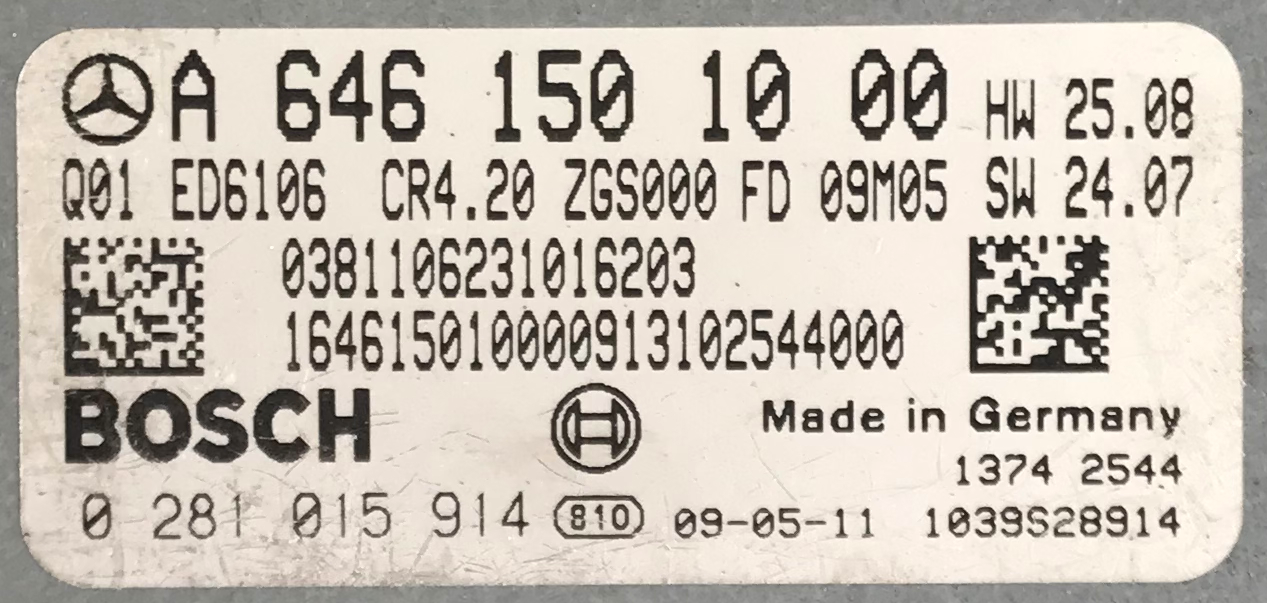 A 646 150 10 00 HW 25.08
Q01 ED6106 CR4.20 ZGS000 FD 09M05 SW 24.07
0381106231016203
1646150100000913102544000
BOSCH
Made in Germany
1374 2544
0 281 015 914 810 09-05-11 1039S28914